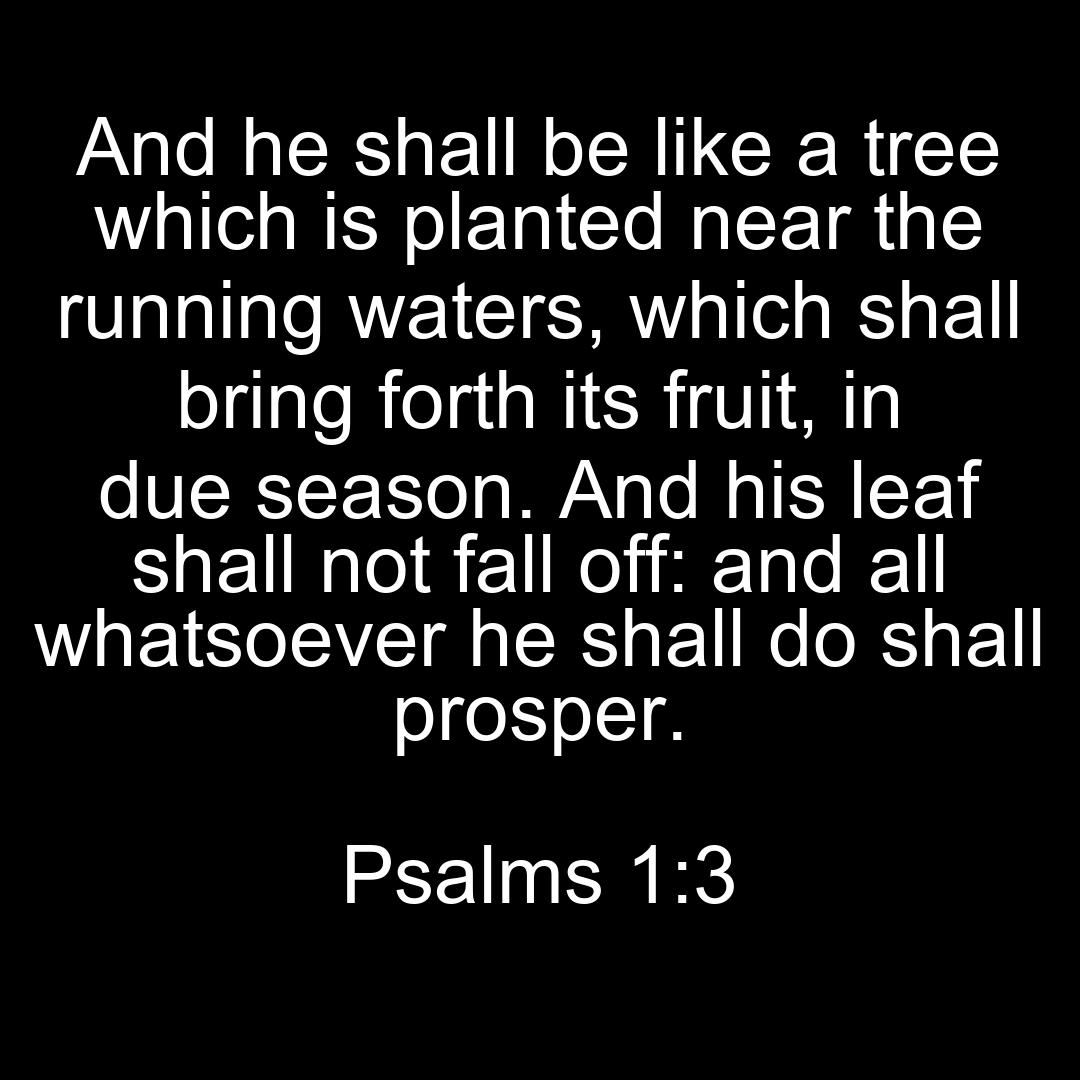 And he shall be like a tree
which is planted near the
running waters, which shall
bring forth its fruit, in
due season. And his leaf
shall not fall off: and all
whatsoever he shall do shall
prosper.
Psalms 1:3